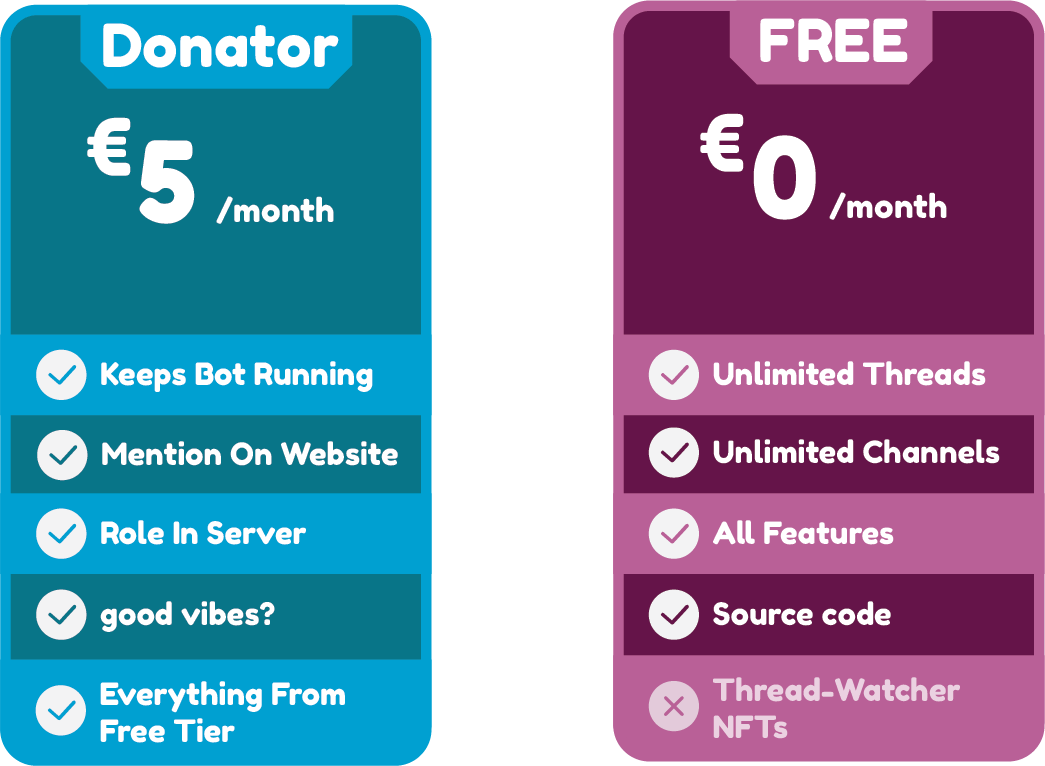 Donator
€5 /month
Keeps Bot Running
Mention On Website
Role In Server
good vibes?
Everything From
Free Tier
FREE
€0 /month
Unlimited Threads
Unlimited Channels
All Features
Source code
Thread-Watcher
NFTs